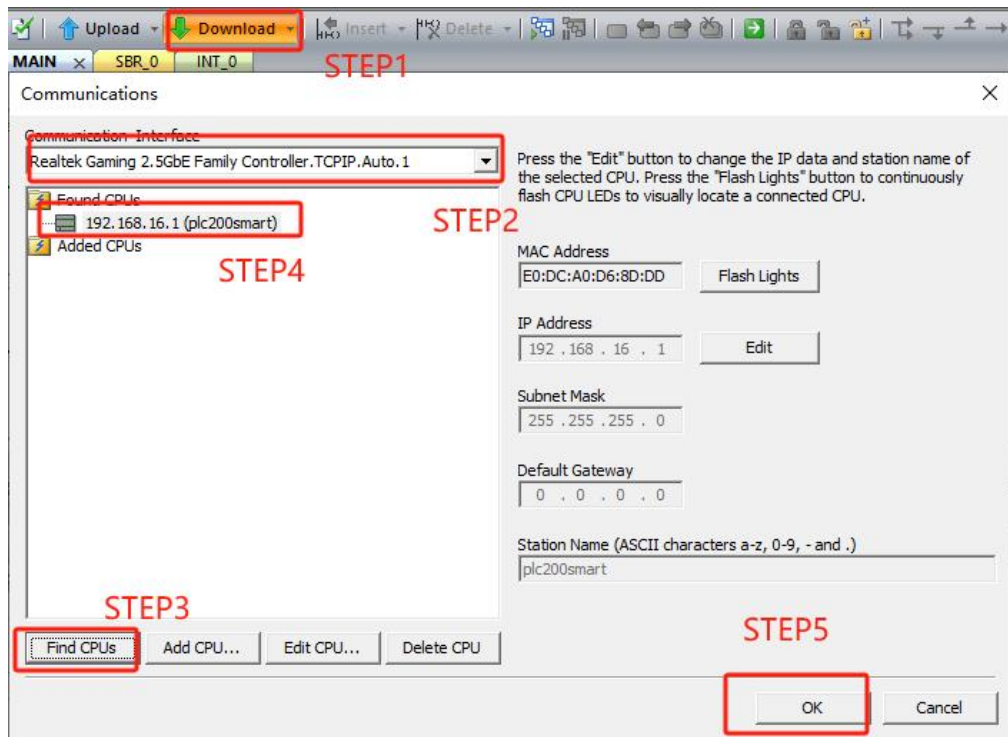 Upload Download Insert Delete
STEP1
MAIN SBR_0 INT_0
Communications
Communication Interface
Realtek Gaming 2.5GbE Family Controller.TCPIP.Auto.1
STEP2
Found CPUs
192.168.16.1 (plc200smart)
Added CPUs
STEP4
Press the "Edit" button to change the IP data and station name of
the selected CPU. Press the "Flash Lights" button to continuously
flash CPU LEDs to visually locate a connected CPU.
MAC Address
E0:DC:A0:D6:8D:DD Flash Lights
IP Address
192 .168 . 16 . 1 Edit
Subnet Mask
255 .255 .255 . 0
Default Gateway
0 . 0 . 0 . 0
Station Name (ASCII characters a-z, 0-9, - and .)
plc200smart
STEP3
Find CPUs Add CPU... Edit CPU... Delete CPU
STEP5
OK Cancel